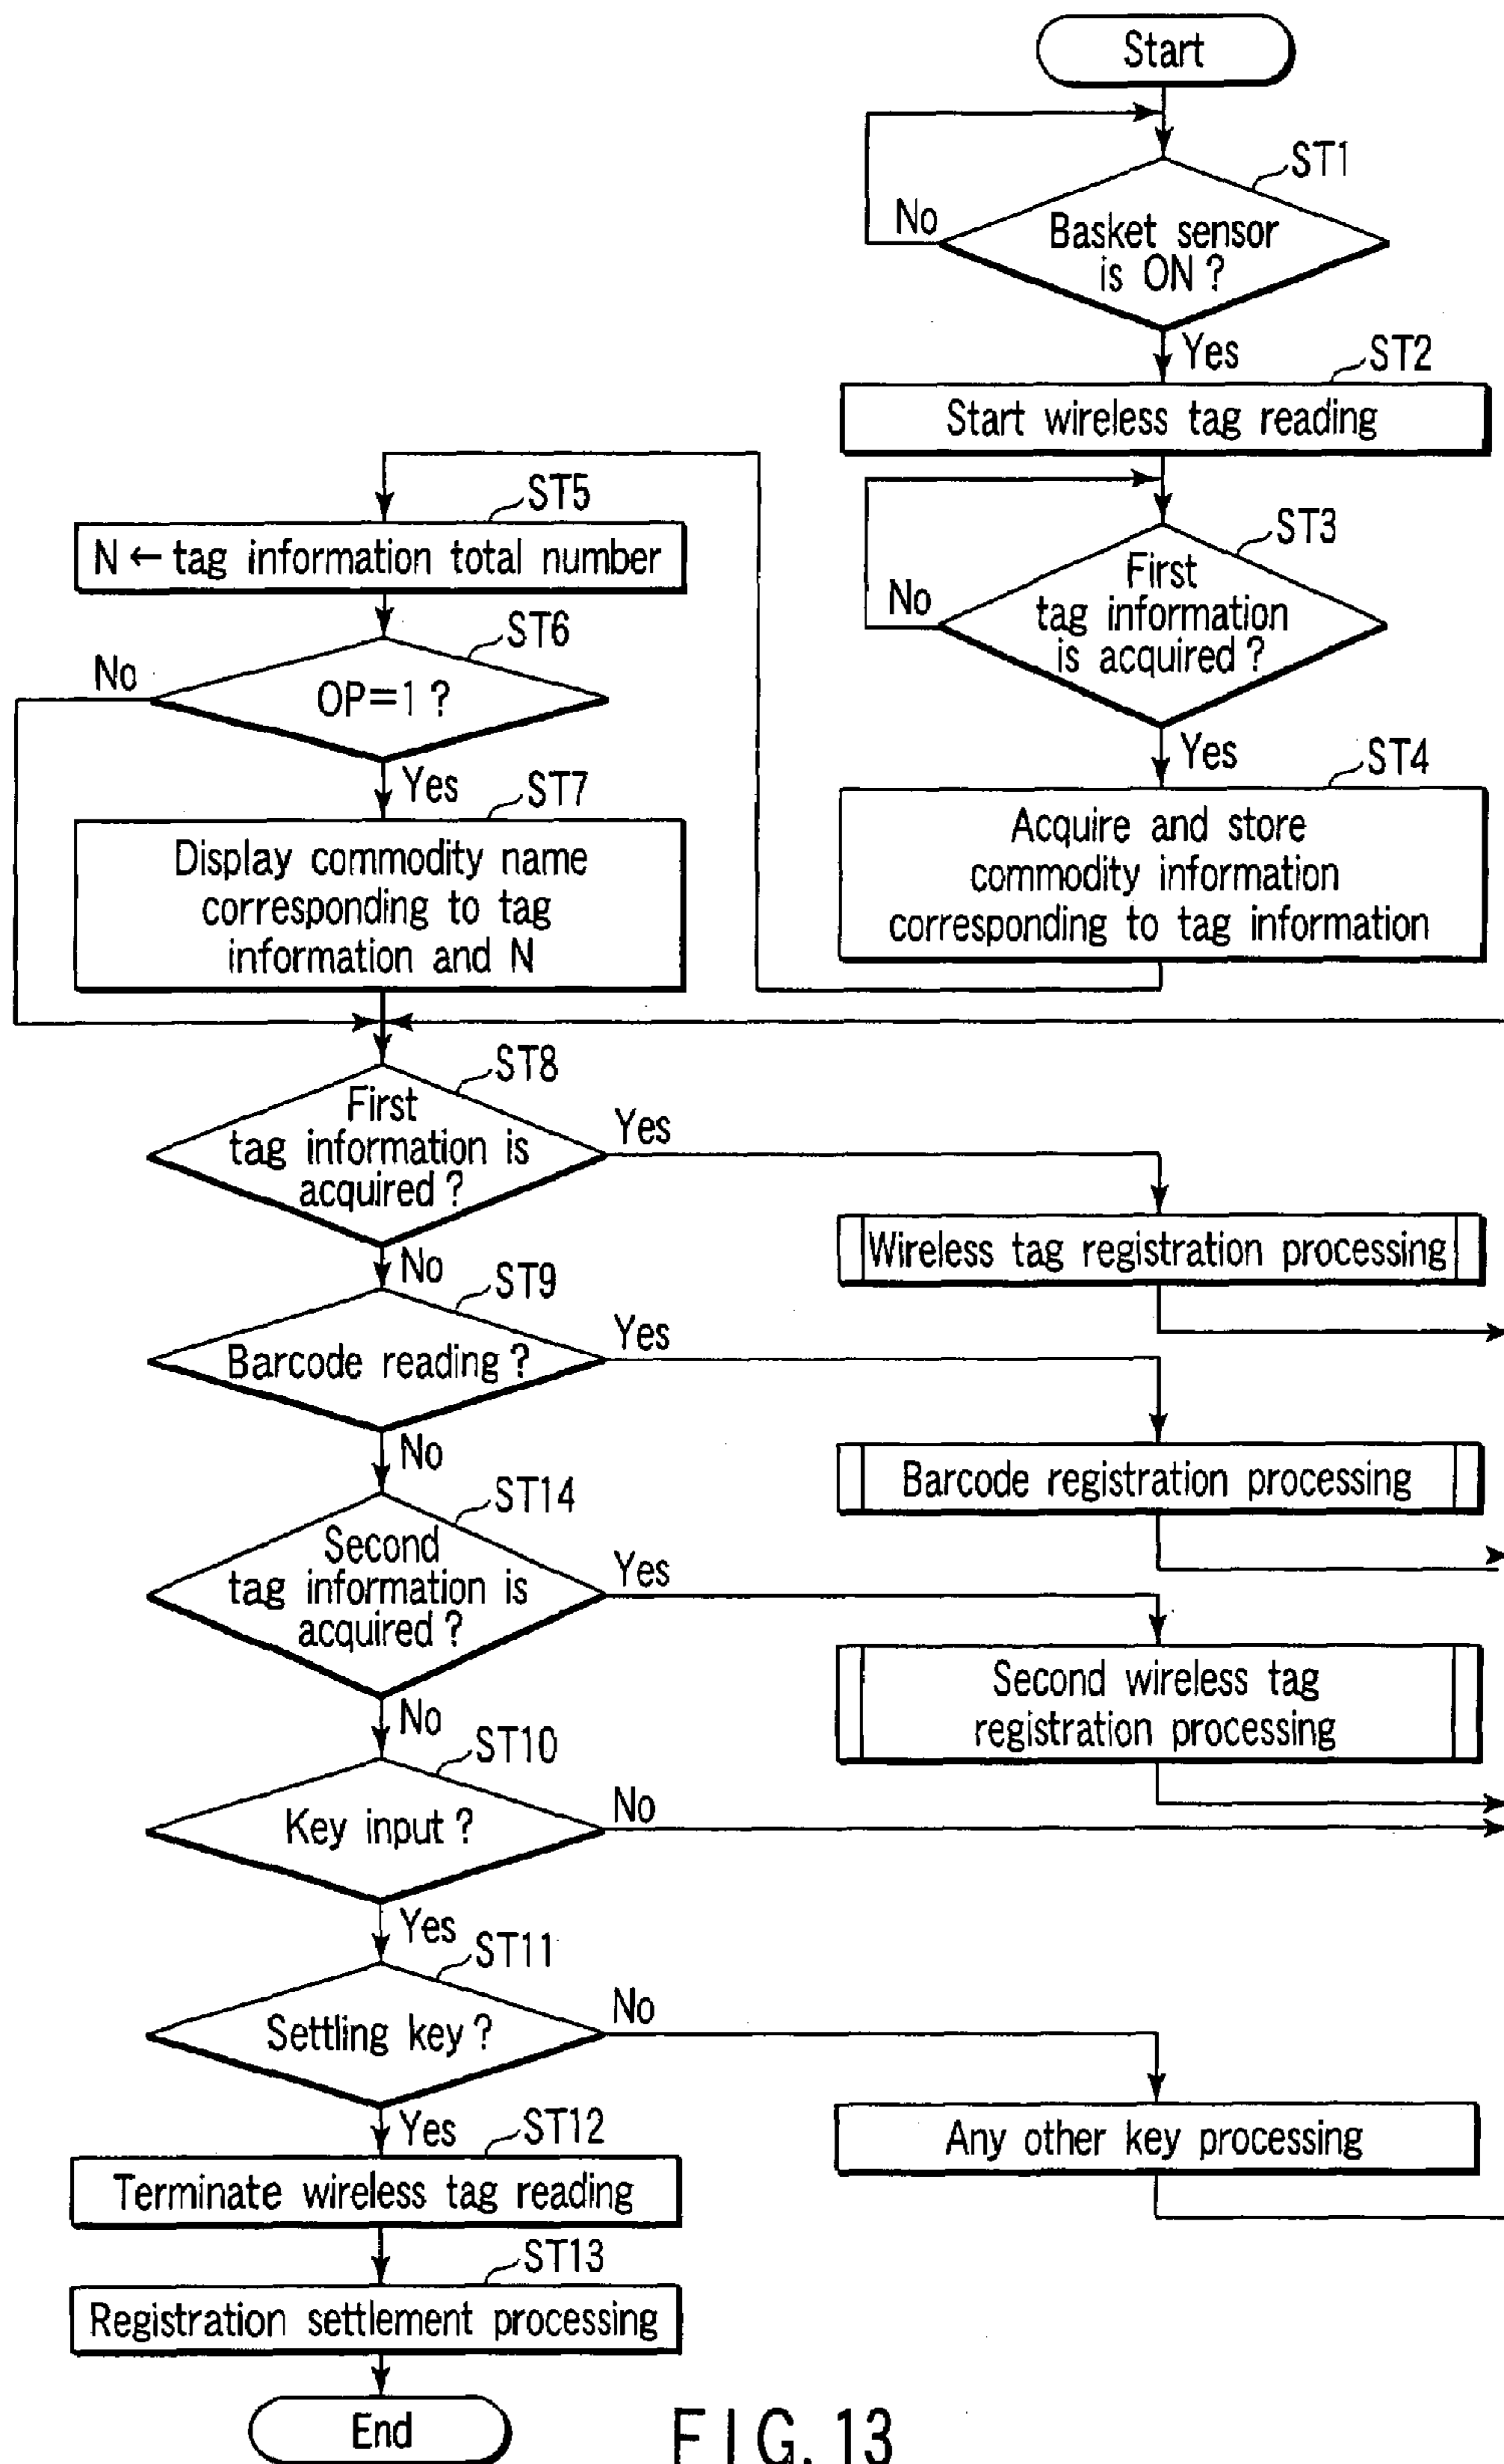 Start
ST1
No
Basket sensor
is ON ?
Yes
ST2
Start wireless tag reading
ST3
First
tag information
is acquired ?
No
Yes
ST4
Acquire and store
commodity information
corresponding to tag information
ST5
N ← tag information total number
ST6
No
OP=1 ?
Yes
ST7
Display commodity name
corresponding to tag
information and N
ST8
First
tag information is
acquired ?
Yes
Wireless tag registration processing
No
ST9
Barcode reading ?
Yes
Barcode registration processing
No
ST14
Second
tag information is
acquired ?
Yes
Second wireless tag
registration processing
No
ST10
Key input ?
No
Yes
ST11
Settling key ?
No
Any other key processing
Yes
ST12
Terminate wireless tag reading
ST13
Registration settlement processing
End
FIG. 13